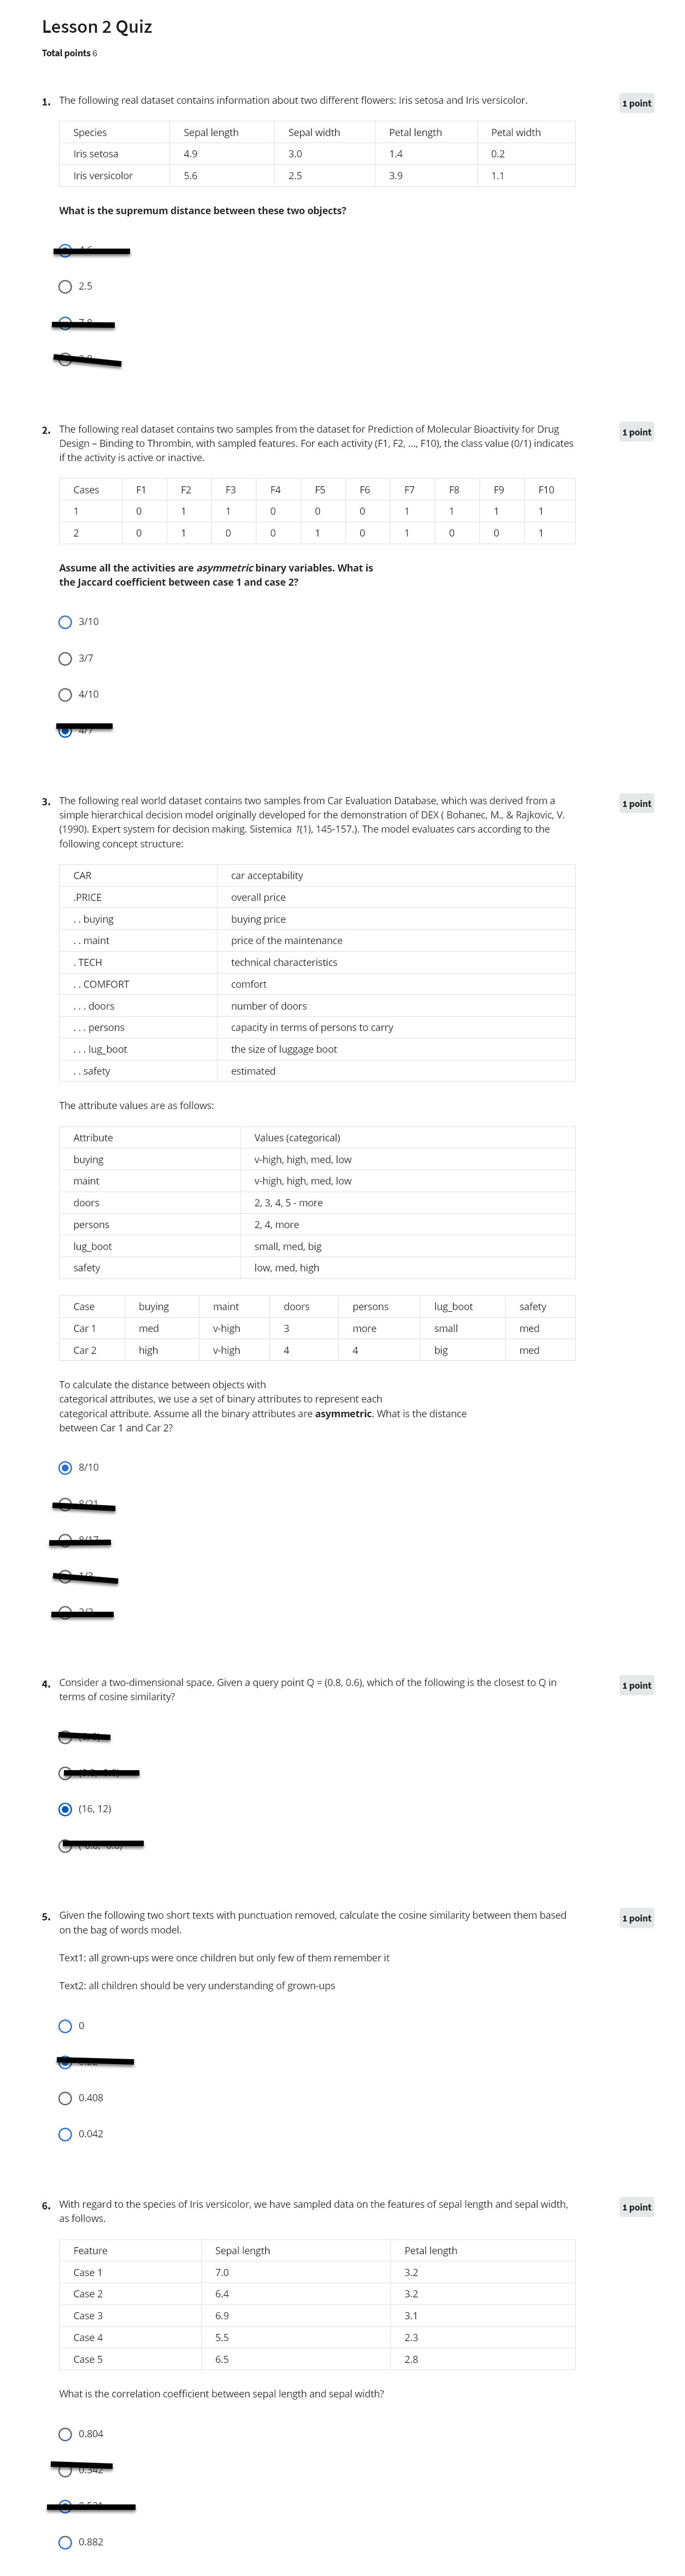 Lesson 2 Quiz
Total points 6
1. The following real dataset contains information about two different flowers: Iris setosa and Iris versicolor.
1 point
Species Sepal length Sepal width Petal length Petal width
Iris setosa 4.9 3.0 1.4 0.2
Iris versicolor 5.6 2.5 3.9 1.1
What is the supremum distance between these two objects?
2.5
2. The following real dataset contains two samples from the dataset for Prediction of Molecular Bioactivity for Drug
1 point
Design – Binding to Thrombin, with sampled features. For each activity (F1, F2, ..., F10), the class value (0/1) indicates
if the activity is active or inactive.
Cases F1 F2 F3 F4 F5 F6 F7 F8 F9 F10
1 0 1 1 0 0 0 1 1 1 1
2 0 1 0 0 1 0 1 0 0 1
Assume all the activities are asymmetric binary variables. What is
the Jaccard coefficient between case 1 and case 2?
3/10
3/7
4/10
4/7
3. The following real world dataset contains two samples from Car Evaluation Database, which was derived from a
1 point
simple hierarchical decision model originally developed for the demonstration of DEX ( Bohanec, M., & Rajkovic, V.
(1990). Expert system for decision making. Sistemica 1(1), 145-157.). The model evaluates cars according to the
following concept structure:
CAR car acceptability
.PRICE overall price
. . buying buying price
. . maint price of the maintenance
. TECH technical characteristics
. . COMFORT comfort
. . . doors number of doors
. . . persons capacity in terms of persons to carry
. . . lug_boot the size of luggage boot
. . safety estimated
The attribute values are as follows:
Attribute Values (categorical)
buying v-high, high, med, low
maint v-high, high, med, low
doors 2, 3, 4, 5 - more
persons 2, 4, more
lug_boot small, med, big
safety low, med, high
Case buying maint doors persons lug_boot safety
Car 1 med v-high 3 more small med
Car 2 high v-high 4 4 big med
To calculate the distance between objects with
categorical attributes, we use a set of binary attributes to represent each
categorical attribute. Assume all the binary attributes are asymmetric. What is the distance
between Car 1 and Car 2?
8/10
4. Consider a two-dimensional space. Given a query point Q = (0.8, 0.6), which of the following is the closest to Q in
1 point
terms of cosine similarity?
(16, 12)
5. Given the following two short texts with punctuation removed, calculate the cosine similarity between them based
1 point
on the bag of words model.
Text1: all grown-ups were once children but only few of them remember it
Text2: all children should be very understanding of grown-ups
0
0.408
0.042
6. With regard to the species of Iris versicolor, we have sampled data on the features of sepal length and sepal width,
1 point
as follows.
Feature Sepal length Petal length
Case 1 7.0 3.2
Case 2 6.4 3.2
Case 3 6.9 3.1
Case 4 5.5 2.3
Case 5 6.5 2.8
What is the correlation coefficient between sepal length and sepal width?
0.804
0.342
0.882